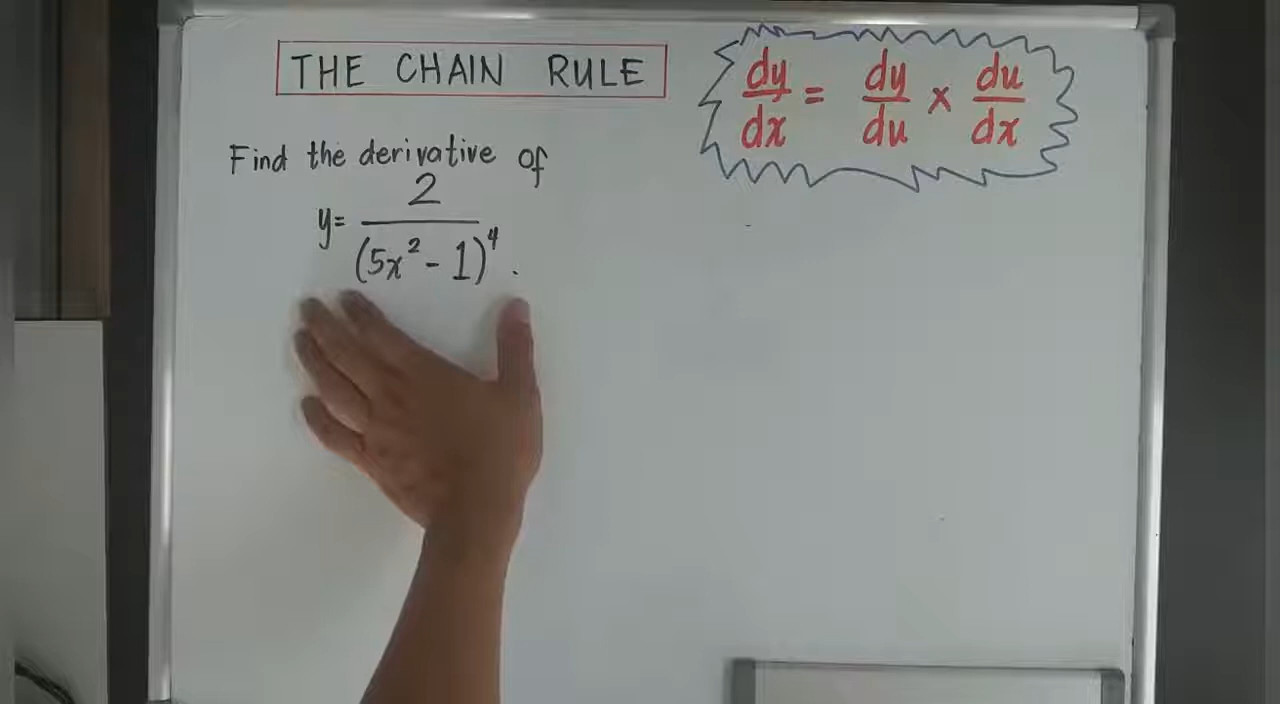 THE CHAIN RULE
dy/dx = dy/du × du/dx
Find the derivative of
y = 2/(5x² - 1)⁴ .